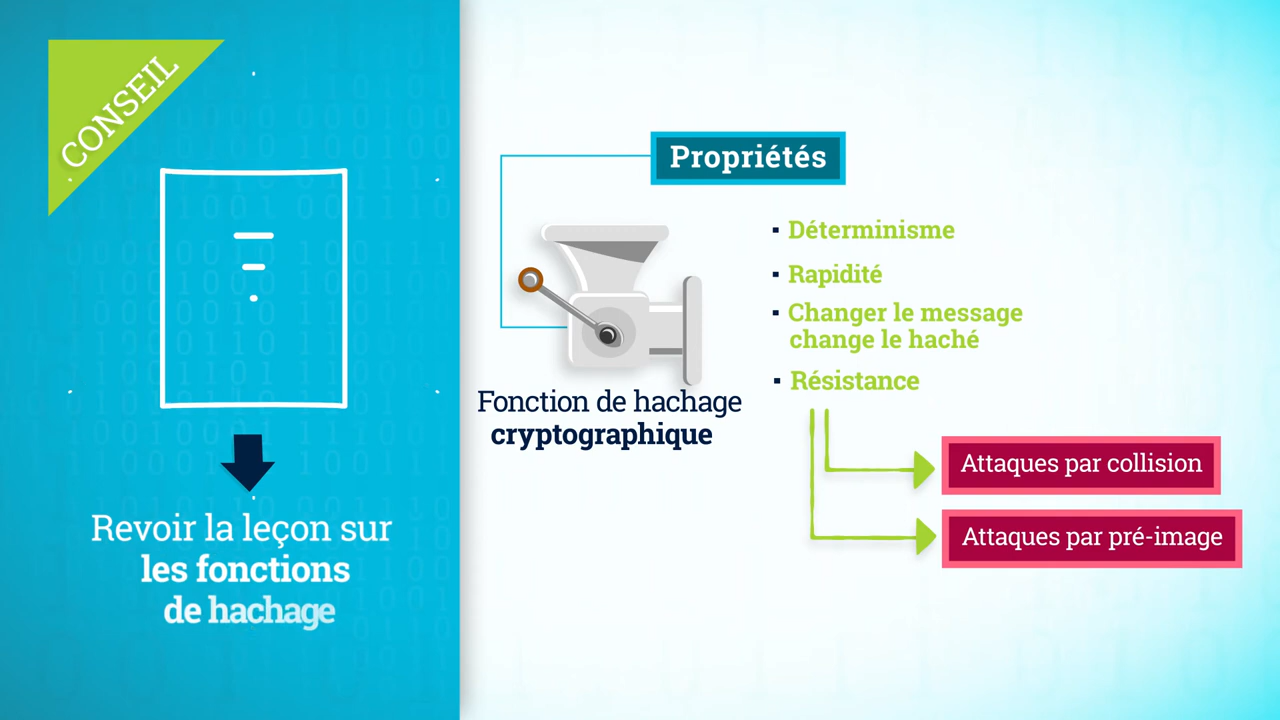 CONSEIL
Revoir la leçon sur
les fonctions
de hachage
Propriétés
Fonction de hachage
cryptographique
▪ Déterminisme
▪ Rapidité
▪ Changer le message
change le haché
▪ Résistance
Attaques par collision
Attaques par pré-image